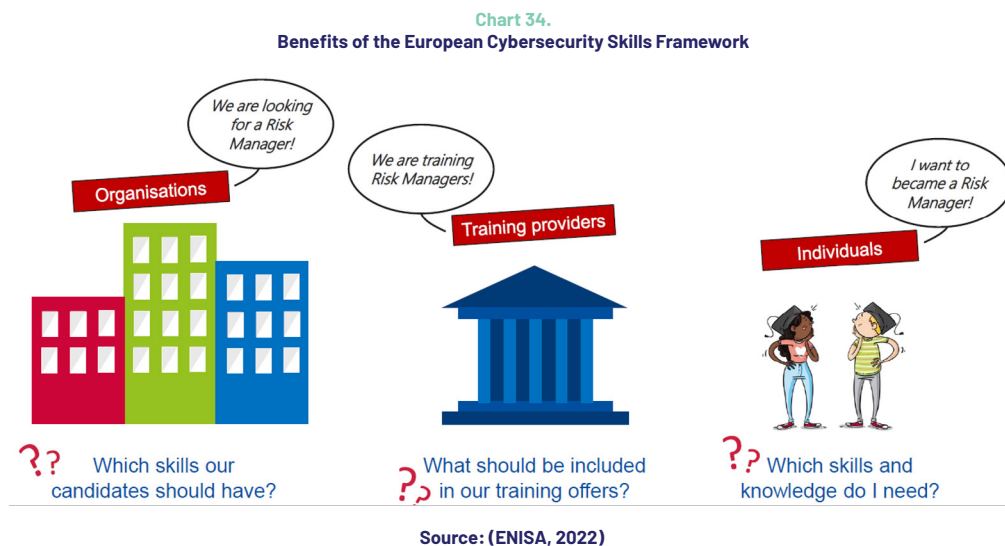 Chart 34.
Benefits of the European Cybersecurity Skills Framework
We are looking
for a Risk
Manager!
Organisations
We are training
Risk Managers!
Training providers
I want to
became a Risk
Manager!
Individuals
?? Which skills our
candidates should have?
?? What should be included
in our training offers?
?? Which skills and
knowledge do I need?
Source: (ENISA, 2022)